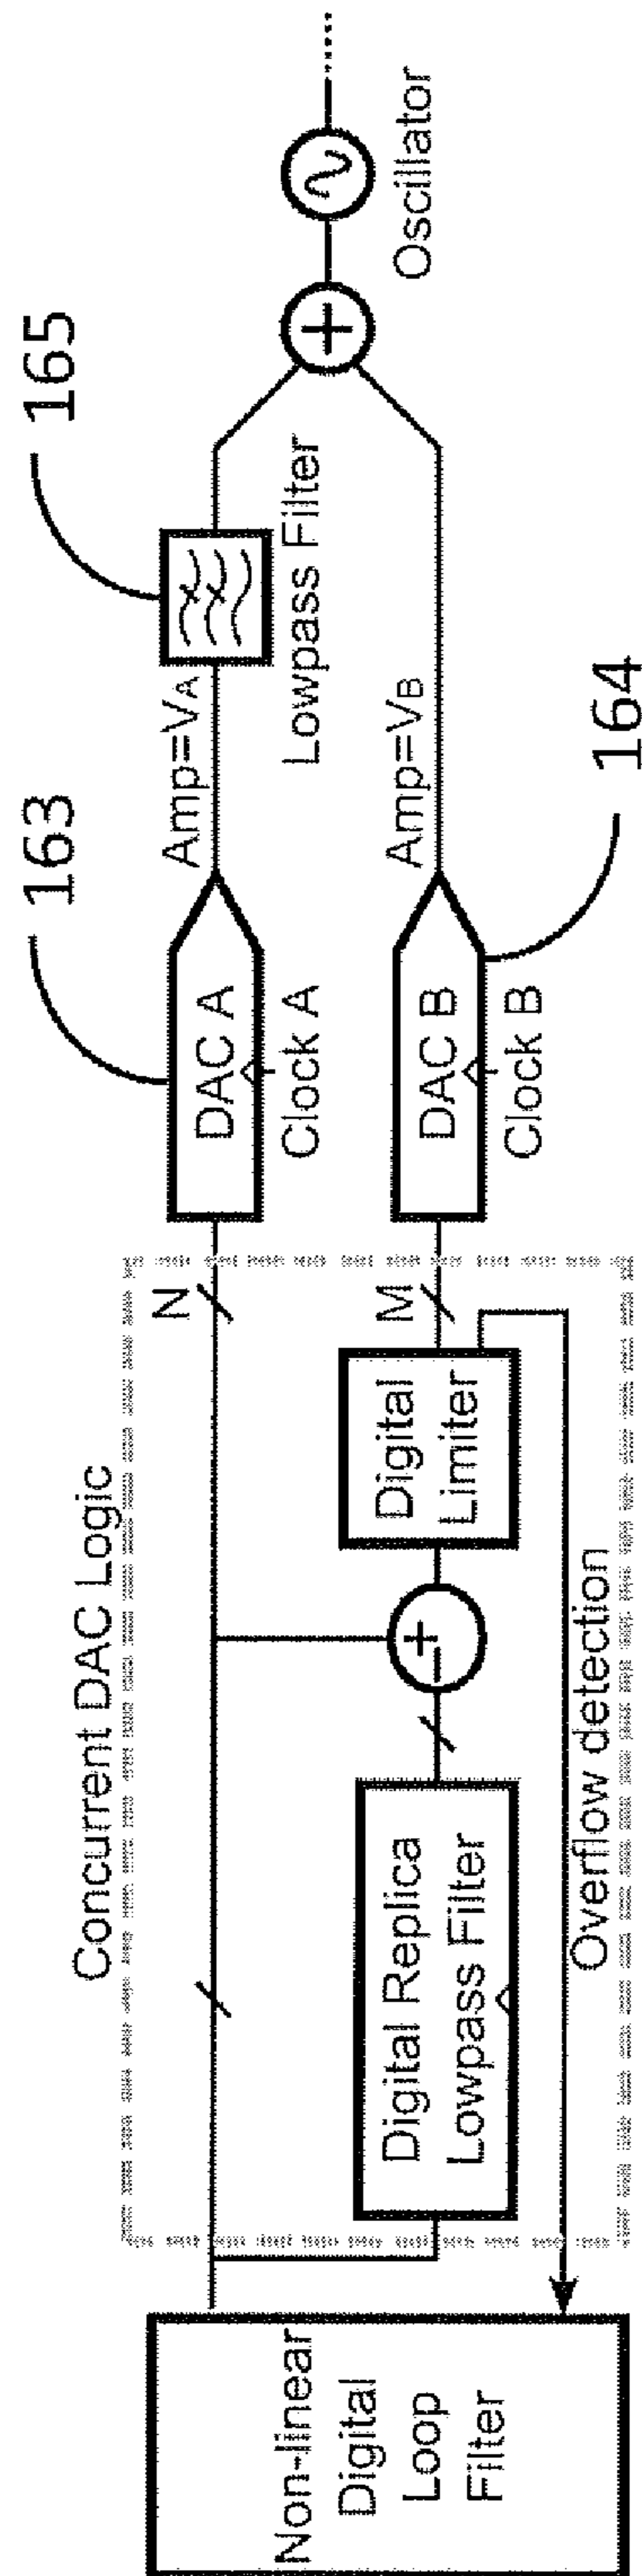 Non-linear
Digital
Loop
Filter
Concurrent DAC Logic
Digital Replica
Lowpass Filter
+
−
Digital
Limiter
N
M
Overflow detection
163
DAC A
Clock A
Amp=VA
165
Lowpass Filter
DAC B
Clock B
Amp=VB
164
+
Oscillator